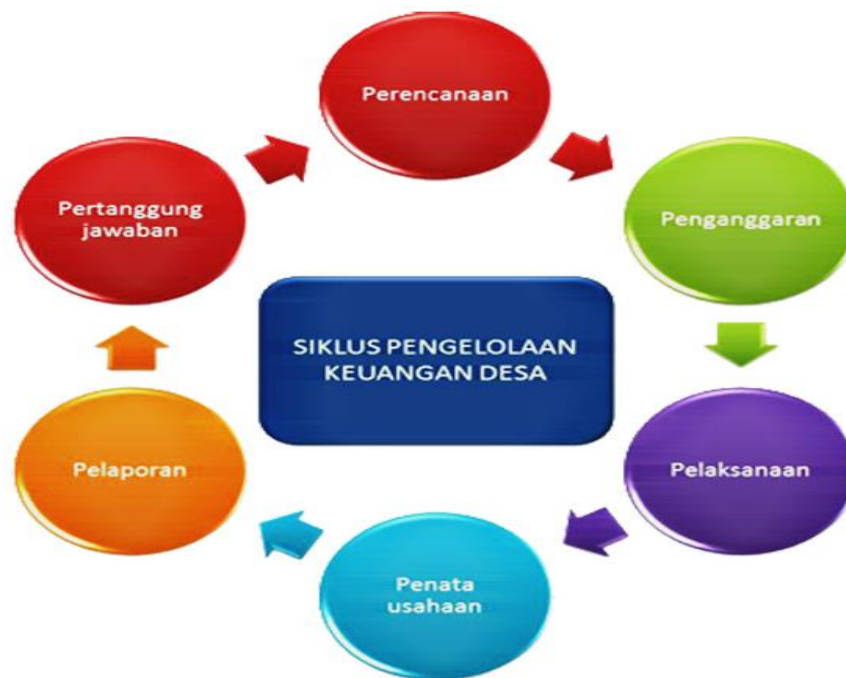 Perencanaan
Penganggaran
Pelaksanaan
Penata
usahaan
Pelaporan
Pertanggung
jawaban
SIKLUS PENGELOLAAN
KEUANGAN DESA